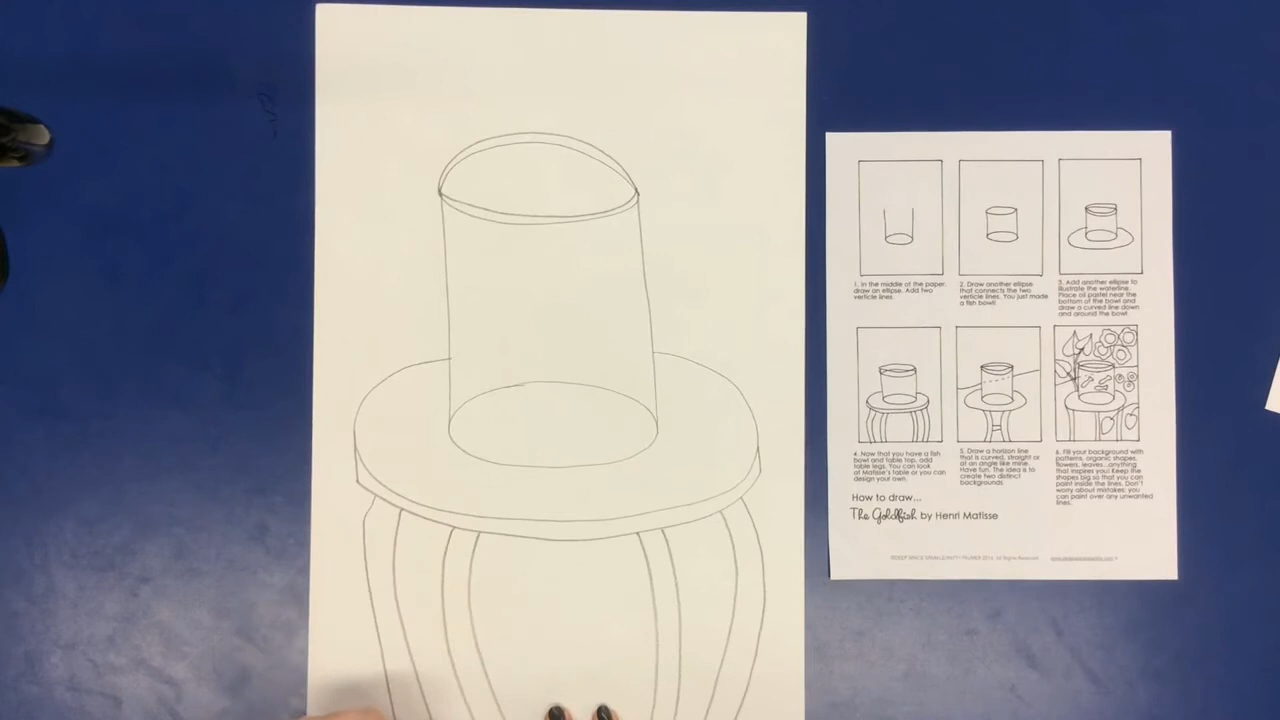 1. In the middle of the paper,
draw an ellipse. Add two
verticle lines.
2. Draw another ellipse
that connects the two
verticle lines. You just made
a fish bowl!
3. Add another ellipse to
illustrate the waterline.
Place oil pastel near the
bottom of the bowl and
draw a curved line down
and around the bowl.
4. Now that you have a fish
bowl and table top, add
table legs. You can look
at Matisse's table or you can
design your own.
5. Draw a horizon line
that is curved, straight or
at an angle like mine.
Have fun. The idea is to
create two distinct
backgrounds.
6. Fill your background with
patterns, organic shapes,
flowers, leaves...anything
that inspires you! Keep the
shapes big so that you can
paint inside the lines. Don't
worry about mistakes; you
can paint over any unwanted
lines.
How to draw...
The Goldfish by Henri Matisse
All Rights Reserved